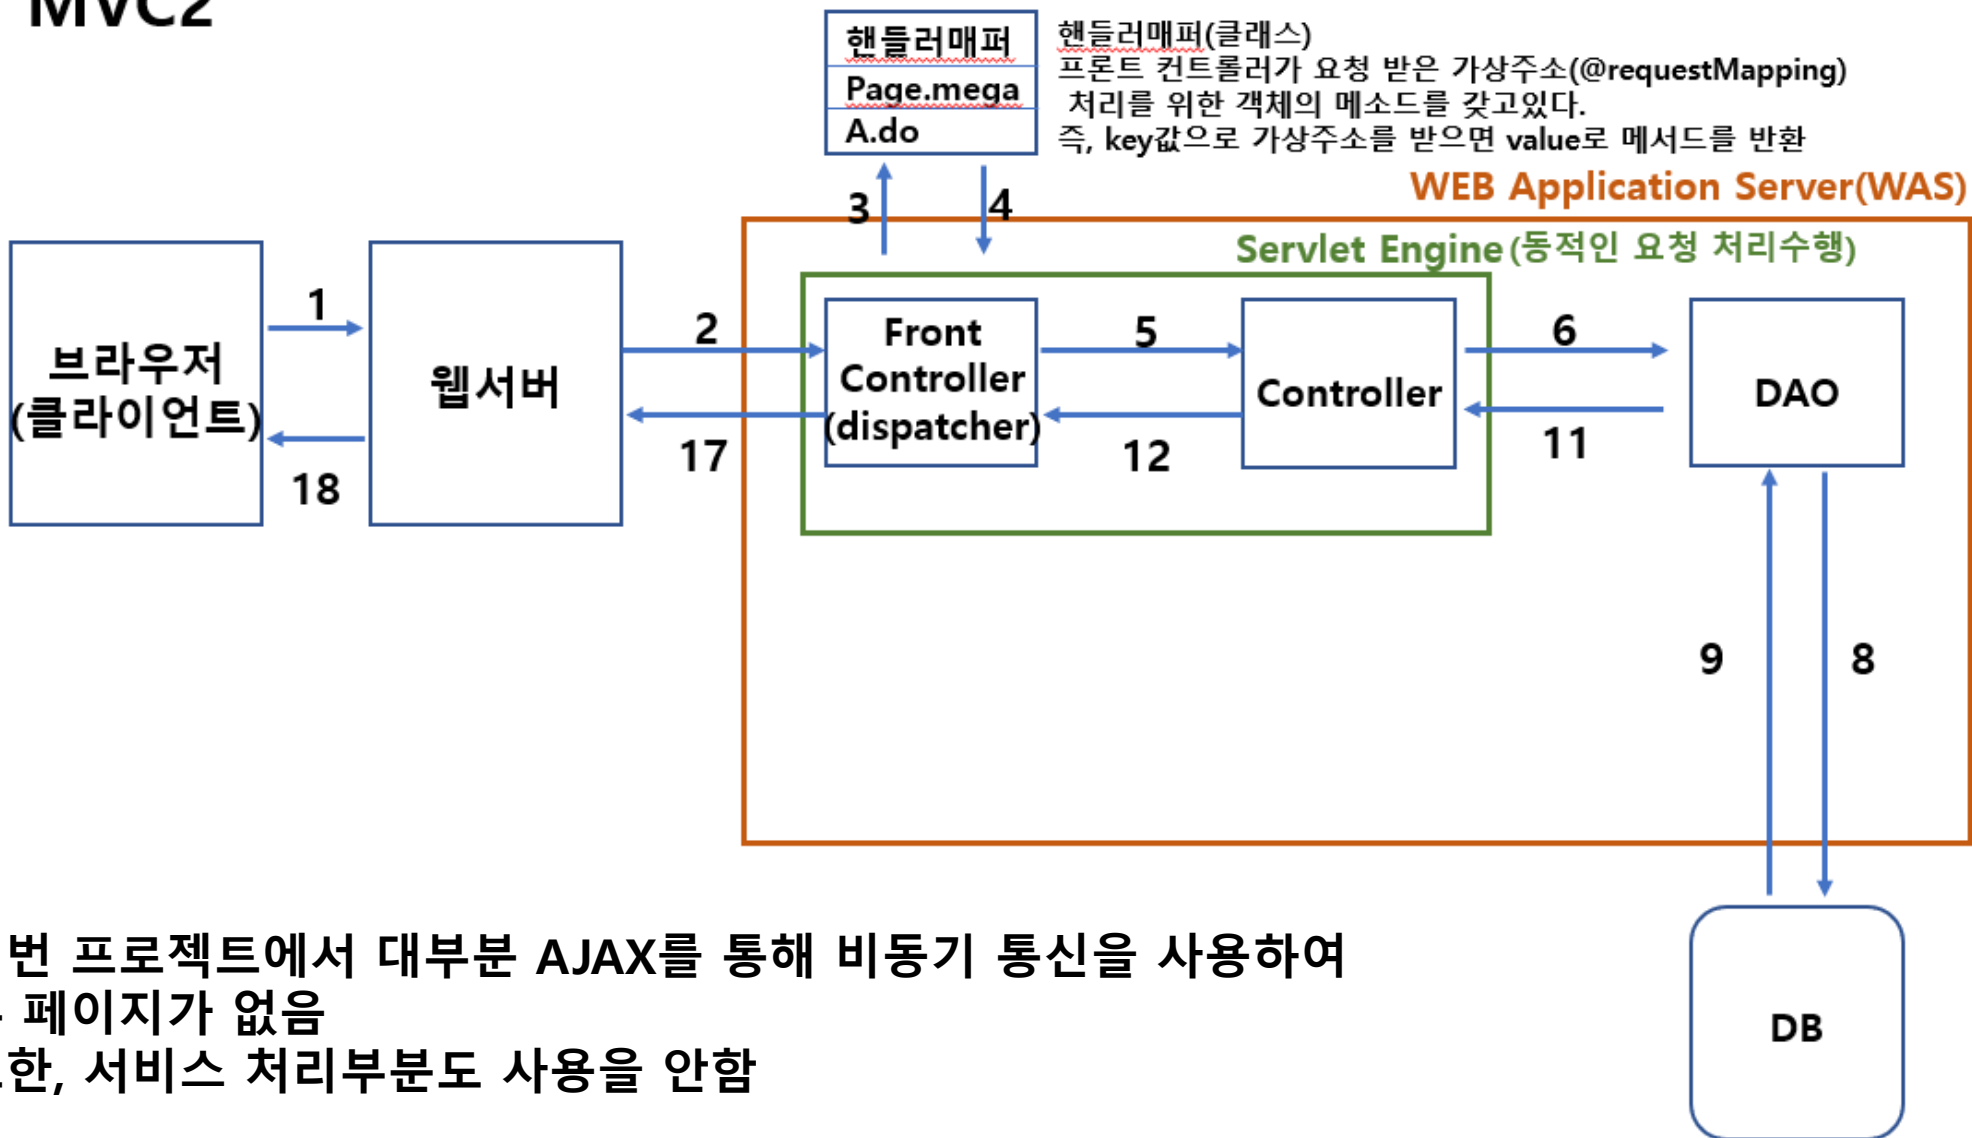 MVC2
핸들러매퍼
Page.mega
A.do
핸들러매퍼(클래스)
프론트 컨트롤러가 요청 받은 가상주소(@requestMapping)
처리를 위한 객체의 메소드를 갖고있다.
즉, key값으로 가상주소를 받으면 value로 메서드를 반환
WEB Application Server(WAS)
3
4
Servlet Engine (동적인 요청 처리수행)
브라우저
(클라이언트)
1
18
웹서버
2
17
Front
Controller
(dispatcher)
5
12
Controller
6
11
DAO
9
8
번 프로젝트에서 대부분 AJAX를 통해 비동기 통신을 사용하여
페이지가 없음
한, 서비스 처리부분도 사용을 안함
DB